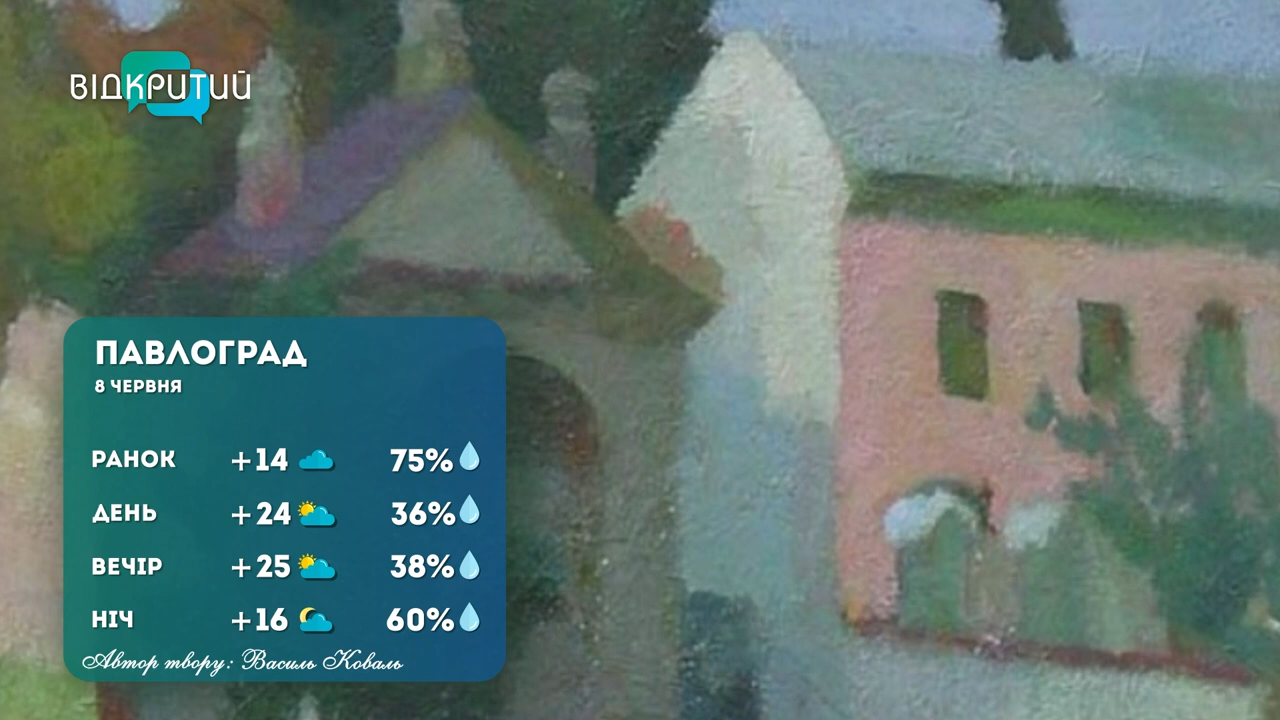 ВІДКРИТИЙ
ПАВЛОГРАД
8 ЧЕРВНЯ
РАНОК +14 75%
ДЕНЬ +24 36%
ВЕЧІР +25 38%
НІЧ +16 60%
Автор твору: Василь Коваль